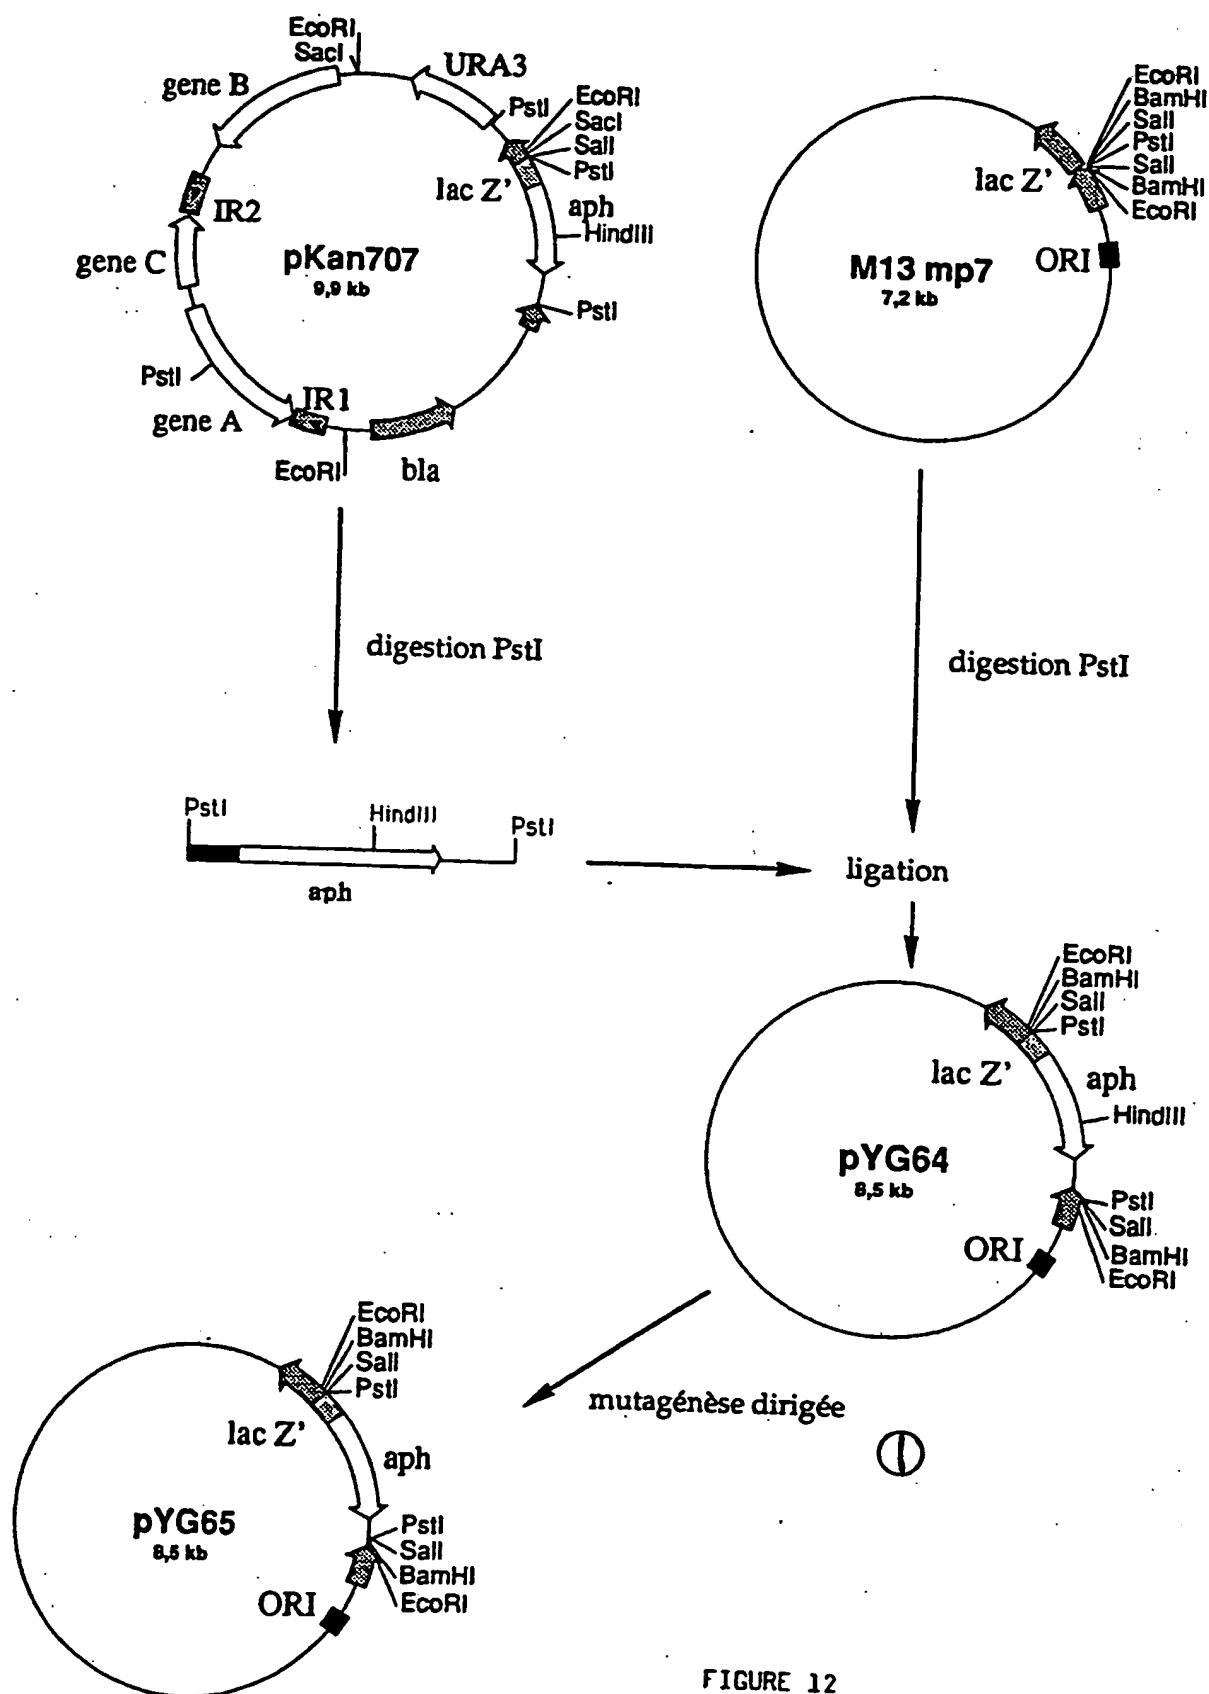 EcoRI
SacI
gene B
URA3
PstI
EcoRI
SacI
SalI
PstI
lac Z'
aph
HindIII
IR2
gene C
pKan707
9,9 kb
PstI
PstI
gene A
IR1
EcoRI
bla
EcoRI
BamHI
SalI
PstI
SalI
BamHI
EcoRI
lac Z'
ORI
M13 mp7
7,2 kb
digestion PstI
digestion PstI
PstI
HindIII
PstI
aph
ligation
EcoRI
BamHI
SalI
PstI
lac Z'
aph
HindIII
pYG64
8,5 kb
PstI
SalI
BamHI
EcoRI
ORI
mutagénèse dirigée
EcoRI
BamHI
SalI
PstI
lac Z'
aph
pYG65
8,5 kb
PstI
SalI
BamHI
EcoRI
ORI
FIGURE 12